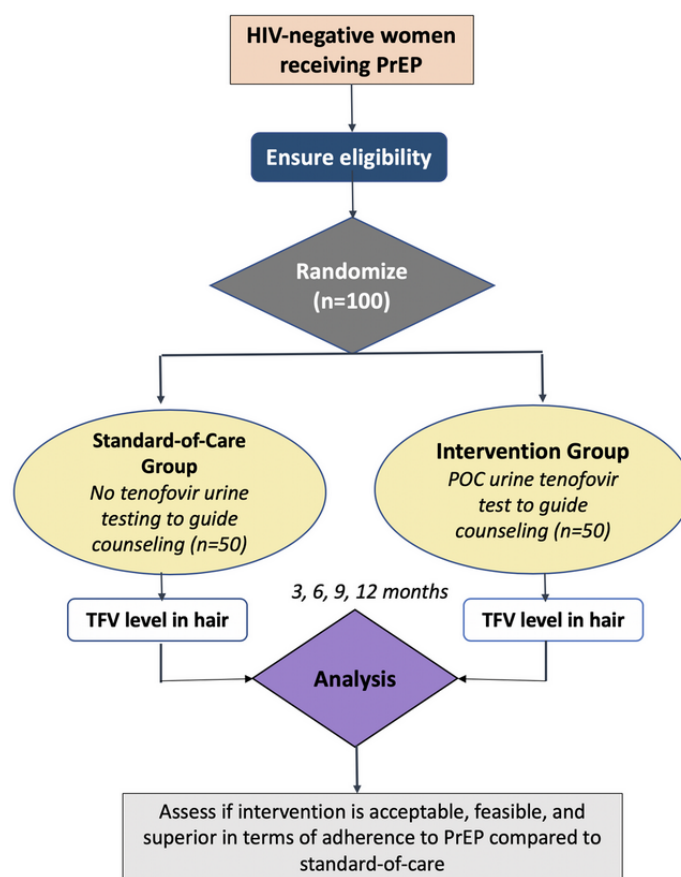 HIV-negative women
receiving PrEP
Ensure eligibility
Randomize
(n=100)
Standard-of-Care
Group
No tenofovir urine
testing to guide
counseling (n=50)
Intervention Group
POC urine tenofovir
test to guide
counseling (n=50)
3, 6, 9, 12 months
TFV level in hair
TFV level in hair
Analysis
Assess if intervention is acceptable, feasible, and
superior in terms of adherence to PrEP compared to
standard-of-care